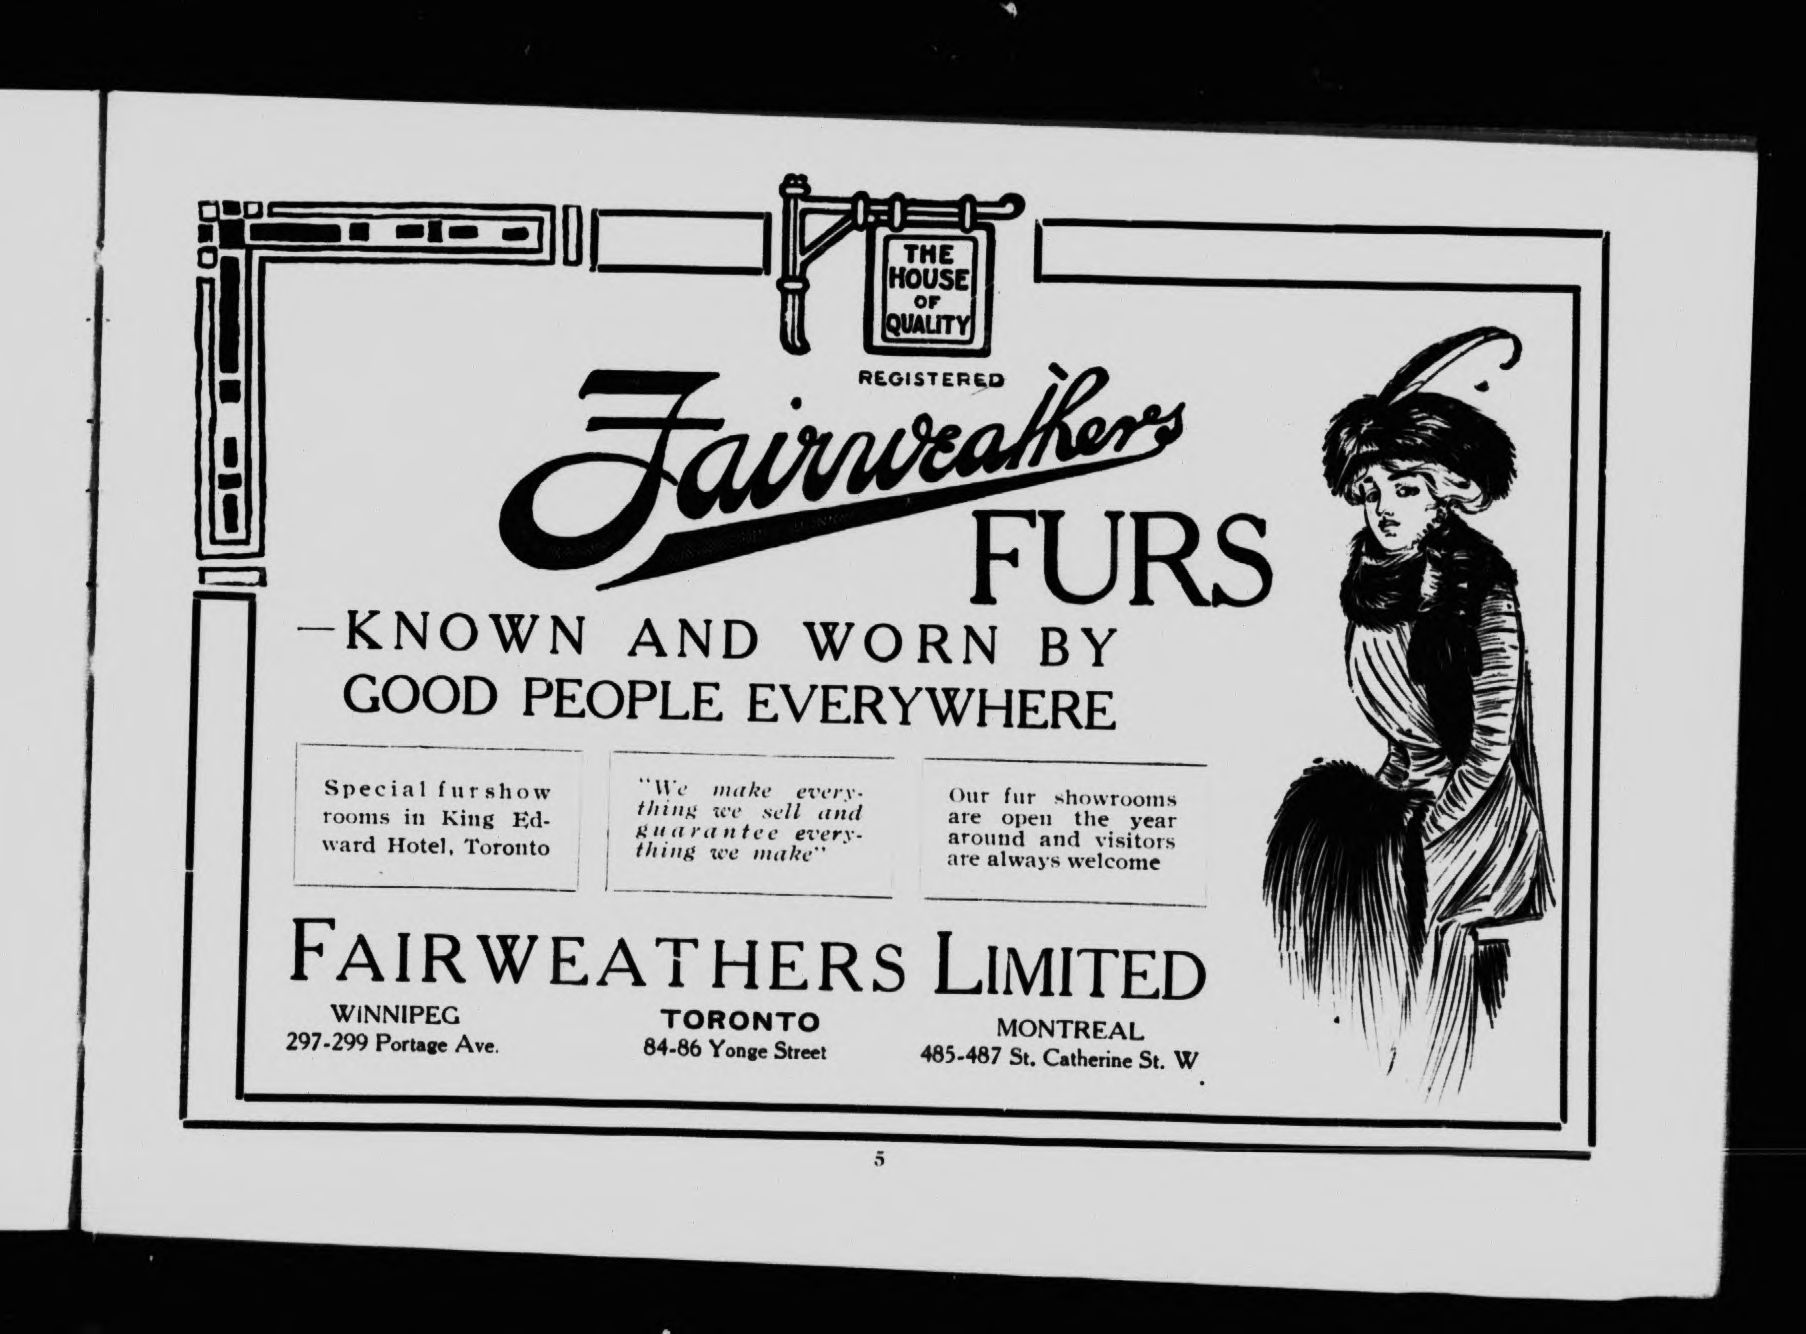 THE
HOUSE
OF
QUALITY
REGISTERED
Fairweathers
FURS
—KNOWN AND WORN BY
GOOD PEOPLE EVERYWHERE
Special fur show
rooms in King Ed-
ward Hotel, Toronto
"We make every-
thing we sell and
guarantee every-
thing we make"
Our fur showrooms
are open the year
around and visitors
are always welcome
FAIRWEATHERS LIMITED
WINNIPEG
297-299 Portage Ave.
TORONTO
84-86 Yonge Street
MONTREAL
485-487 St. Catherine St. W
5